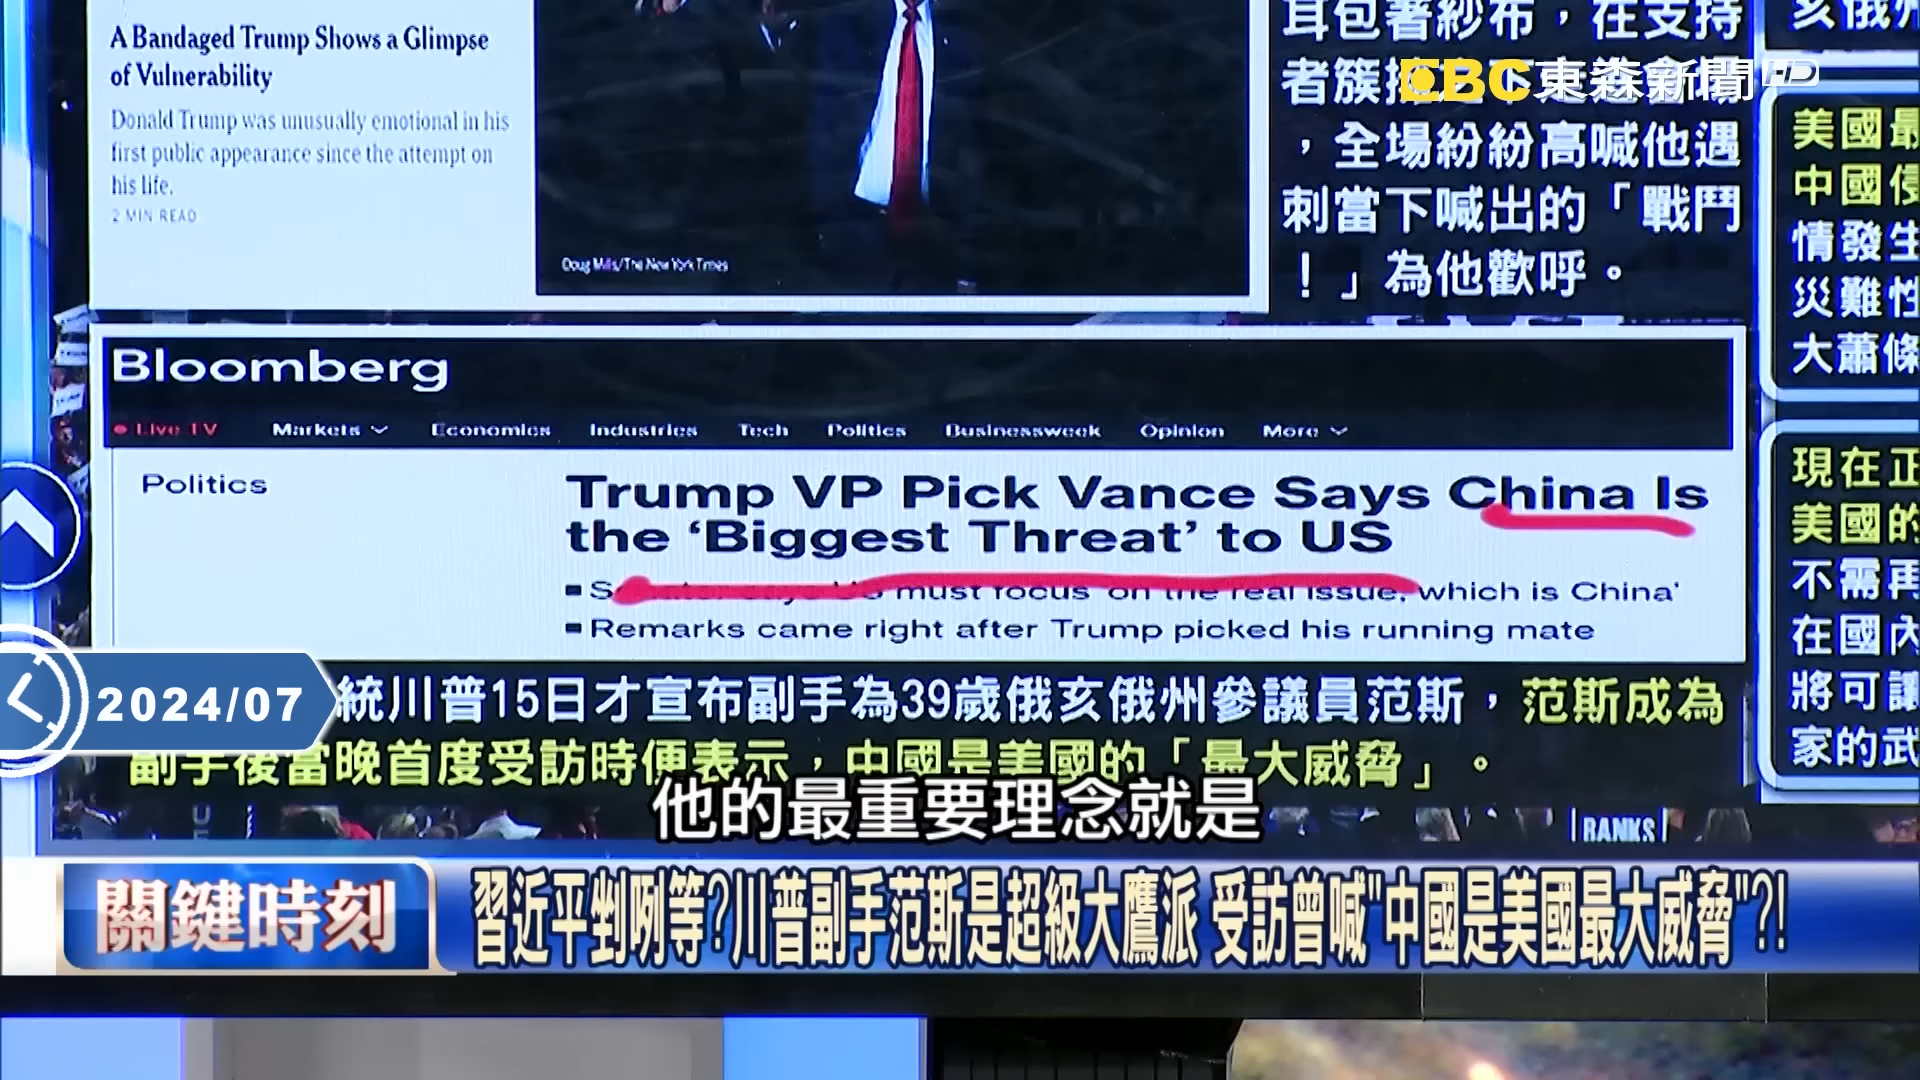 A Bandaged Trump Shows a Glimpse
of Vulnerability
Donald Trump was unusually emotional in his
first public appearance since the attempt on
his life.
2 MIN READ
Doug Mills/The New York Times
耳包著紗布，在支持
，全場紛紛高喊他遇
刺當下喊出的「戰鬥
！」為他歡呼。
EBC東森新聞HD
美國最
中國侵
情發生
災難性
大蕭條
現在正
美國的
不需再
在國內
將可讓
家的武
Bloomberg
Live TV Markets Economics Industries Tech Politics Businessweek Opinion More
Politics
Trump VP Pick Vance Says China Is
the ‘Biggest Threat’ to US
must focus 'on the real issue, which is China'
Remarks came right after Trump picked his running mate
2024/07
統川普15日才宣布副手為39歲俄亥俄州參議員范斯，范斯成為
副手後當晚首度受訪時便表示，中國是美國的「最大威脅」。
他的最重要理念就是
RANKS
關鍵時刻
習近平剉咧等?川普副手范斯是超級大鷹派 受訪曾喊"中國是美國最大威脅"?!